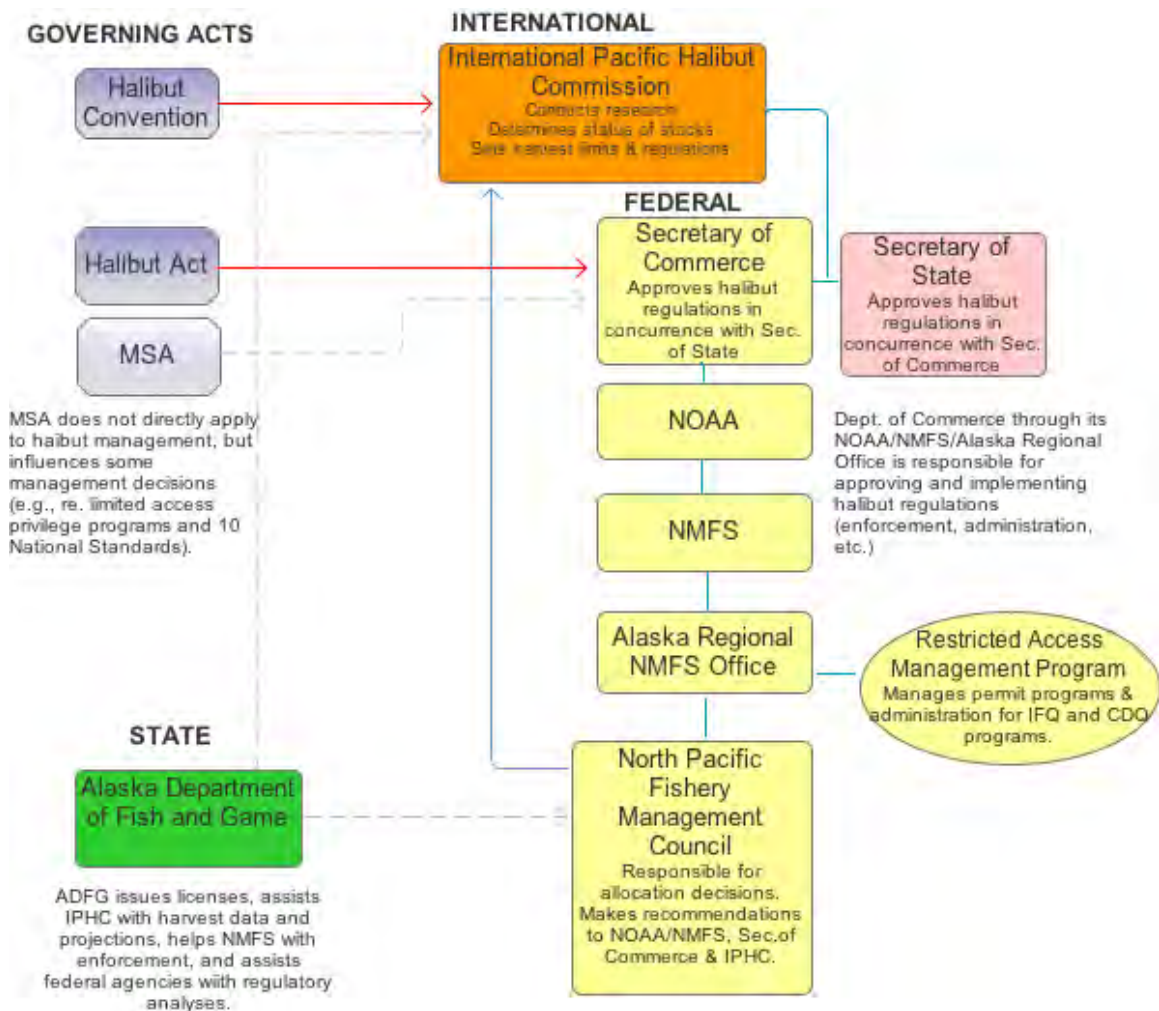 GOVERNING ACTS
Halibut
Convention
Halibut Act
MSA
MSA does not directly apply
to haibut management, but
influences some
management decisions
(e.g., re. limited access
privilege programs and 10
National Standards).
INTERNATIONAL
International Pacific Halibut
Commission
Conducts research
Determines status of stocks
Sets harvest limits & regulations
FEDERAL
Secretary of
Commerce
Approves halibut
regulations in
concurrence with Sec.
of State
Secretary of
State
Approves halibut
regulations in
concurrence with Sec.
of Commerce
NOAA
Dept. of Commerce through its
NOAA/NMFS/Alaska Regional
Office is responsible for
approving and implementing
halibut regulations
(enforcement, administration,
etc.)
NMFS
Alaska Regional
NMFS Office
Restricted Access
Management Program
Manages permit programs &
administration for IFQ and CDQ
programs.
STATE
Alaska Department
of Fish and Game
ADFG issues licenses, assists
IPHC with harvest data and
projections, helps NMFS with
enforcement, and assists
federal agencies wiith regulatory
analyses.
North Pacific
Fishery
Management
Council
Responsible for
allocation decisions.
Makes recommendations
to NOAA/NMFS, Sec.of
Commerce & IPHC.